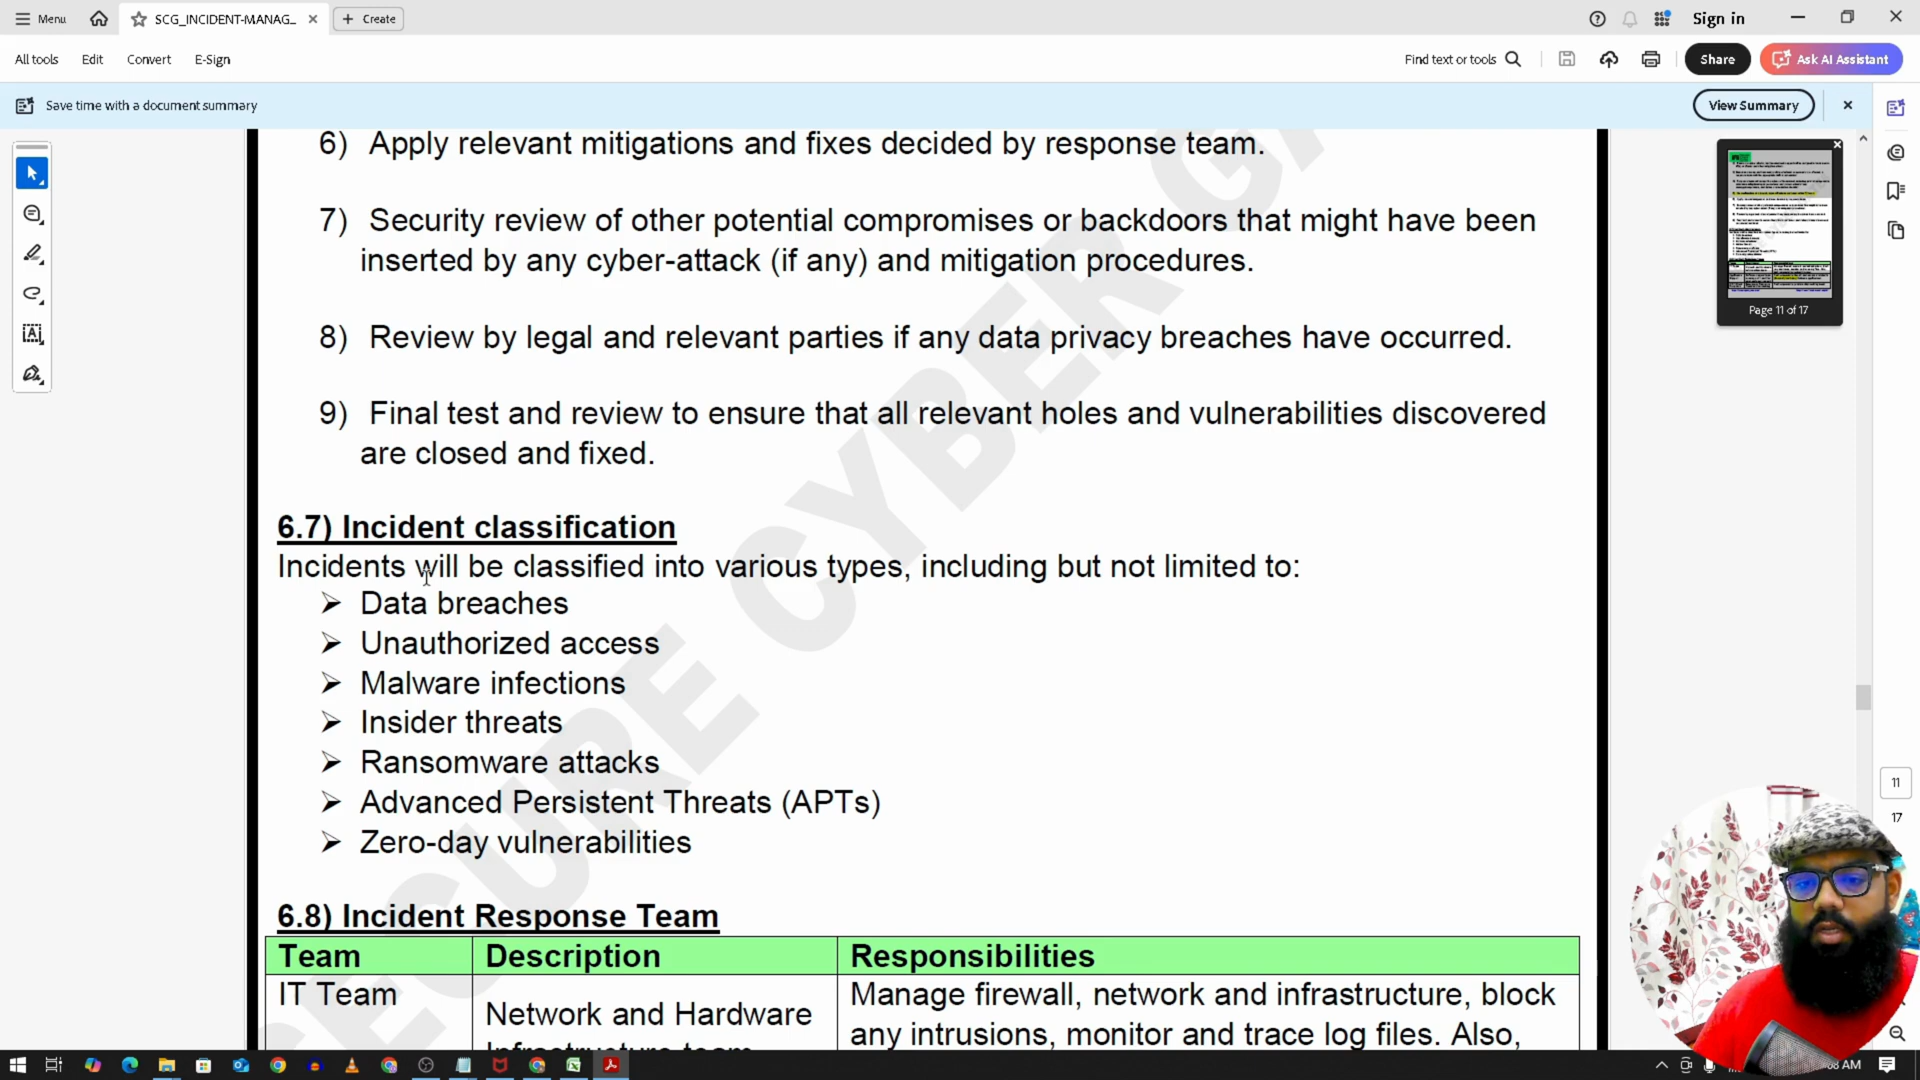 Menu
SCG_INCIDENT-MANAG...
Create
Sign in
All tools
Edit
Convert
E-Sign
Find text or tools
Share
Ask AI Assistant
Save time with a document summary
View Summary
6) Apply relevant mitigations and fixes decided by response team.
7) Security review of other potential compromises or backdoors that might have been
inserted by any cyber-attack (if any) and mitigation procedures.
8) Review by legal and relevant parties if any data privacy breaches have occurred.
9) Final test and review to ensure that all relevant holes and vulnerabilities discovered
are closed and fixed.
6.7) Incident classification
Incidents will be classified into various types, including but not limited to:
Data breaches
Unauthorized access
Malware infections
Insider threats
Ransomware attacks
Advanced Persistent Threats (APTs)
Zero-day vulnerabilities
6.8) Incident Response Team
Team
Description
Responsibilities
IT Team
Network and Hardware
Manage firewall, network and infrastructure, block
any intrusions, monitor and trace log files. Also,
SECURE CYBER
Page 11 of 17
11
17
AM